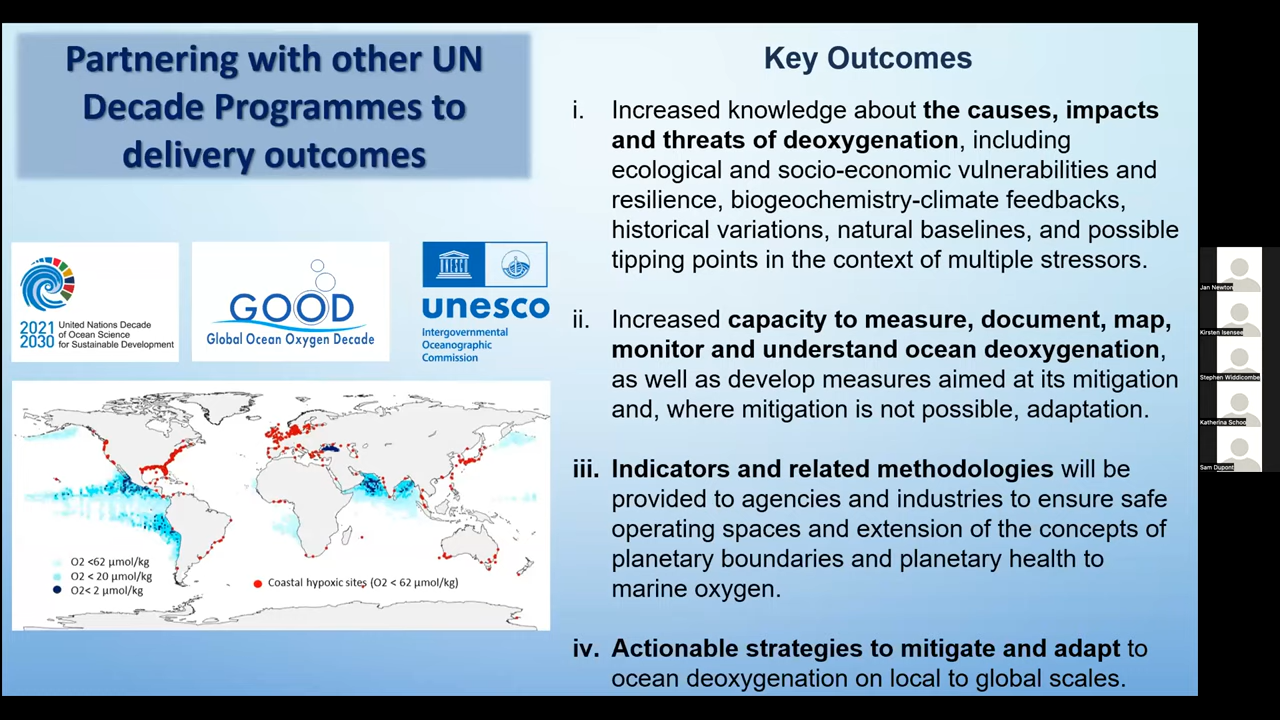 Partnering with other UN
Decade Programmes to
delivery outcomes
2021
2030
United Nations Decade
of Ocean Science
for Sustainable Development
GOOD
Global Ocean Oxygen Decade
unesco
Intergovernmental
Oceanographic
Commission
O2 <62 µmol/kg
O2 < 20 µmol/kg
O2< 2 µmol/kg
Coastal hypoxic sites (O2 < 62 µmol/kg)
Key Outcomes
i. Increased knowledge about the causes, impacts
and threats of deoxygenation, including
ecological and socio-economic vulnerabilities and
resilience, biogeochemistry-climate feedbacks,
historical variations, natural baselines, and possible
tipping points in the context of multiple stressors.
ii. Increased capacity to measure, document, map,
monitor and understand ocean deoxygenation,
as well as develop measures aimed at its mitigation
and, where mitigation is not possible, adaptation.
iii. Indicators and related methodologies will be
provided to agencies and industries to ensure safe
operating spaces and extension of the concepts of
planetary boundaries and planetary health to
marine oxygen.
iv. Actionable strategies to mitigate and adapt to
ocean deoxygenation on local to global scales.
Jan Newton
Kirsten Isensee
Stephen Widdicombe
Katherina Schoo
Sam Dupont